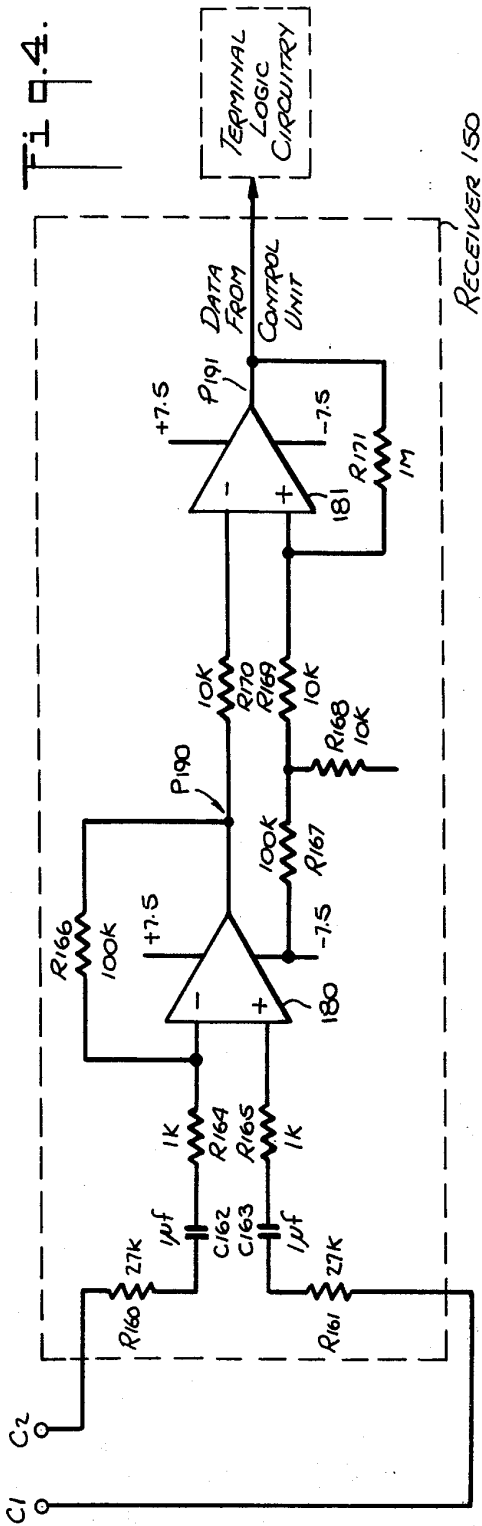 Fig.4.
C1
C2
R160
27K
R161
27K
1µf
C162
C163
1µf
1K
R164
R165
1K
R166
100K
+7.5
-
+
180
-7.5
P190
100K
R167
R168
10K
10K
R170
R169
10K
+7.5
-
+
181
-7.5
P191
R171
1M
DATA
FROM
CONTROL
UNIT
TERMINAL
LOGIC
CIRCUITRY
RECEIVER 150